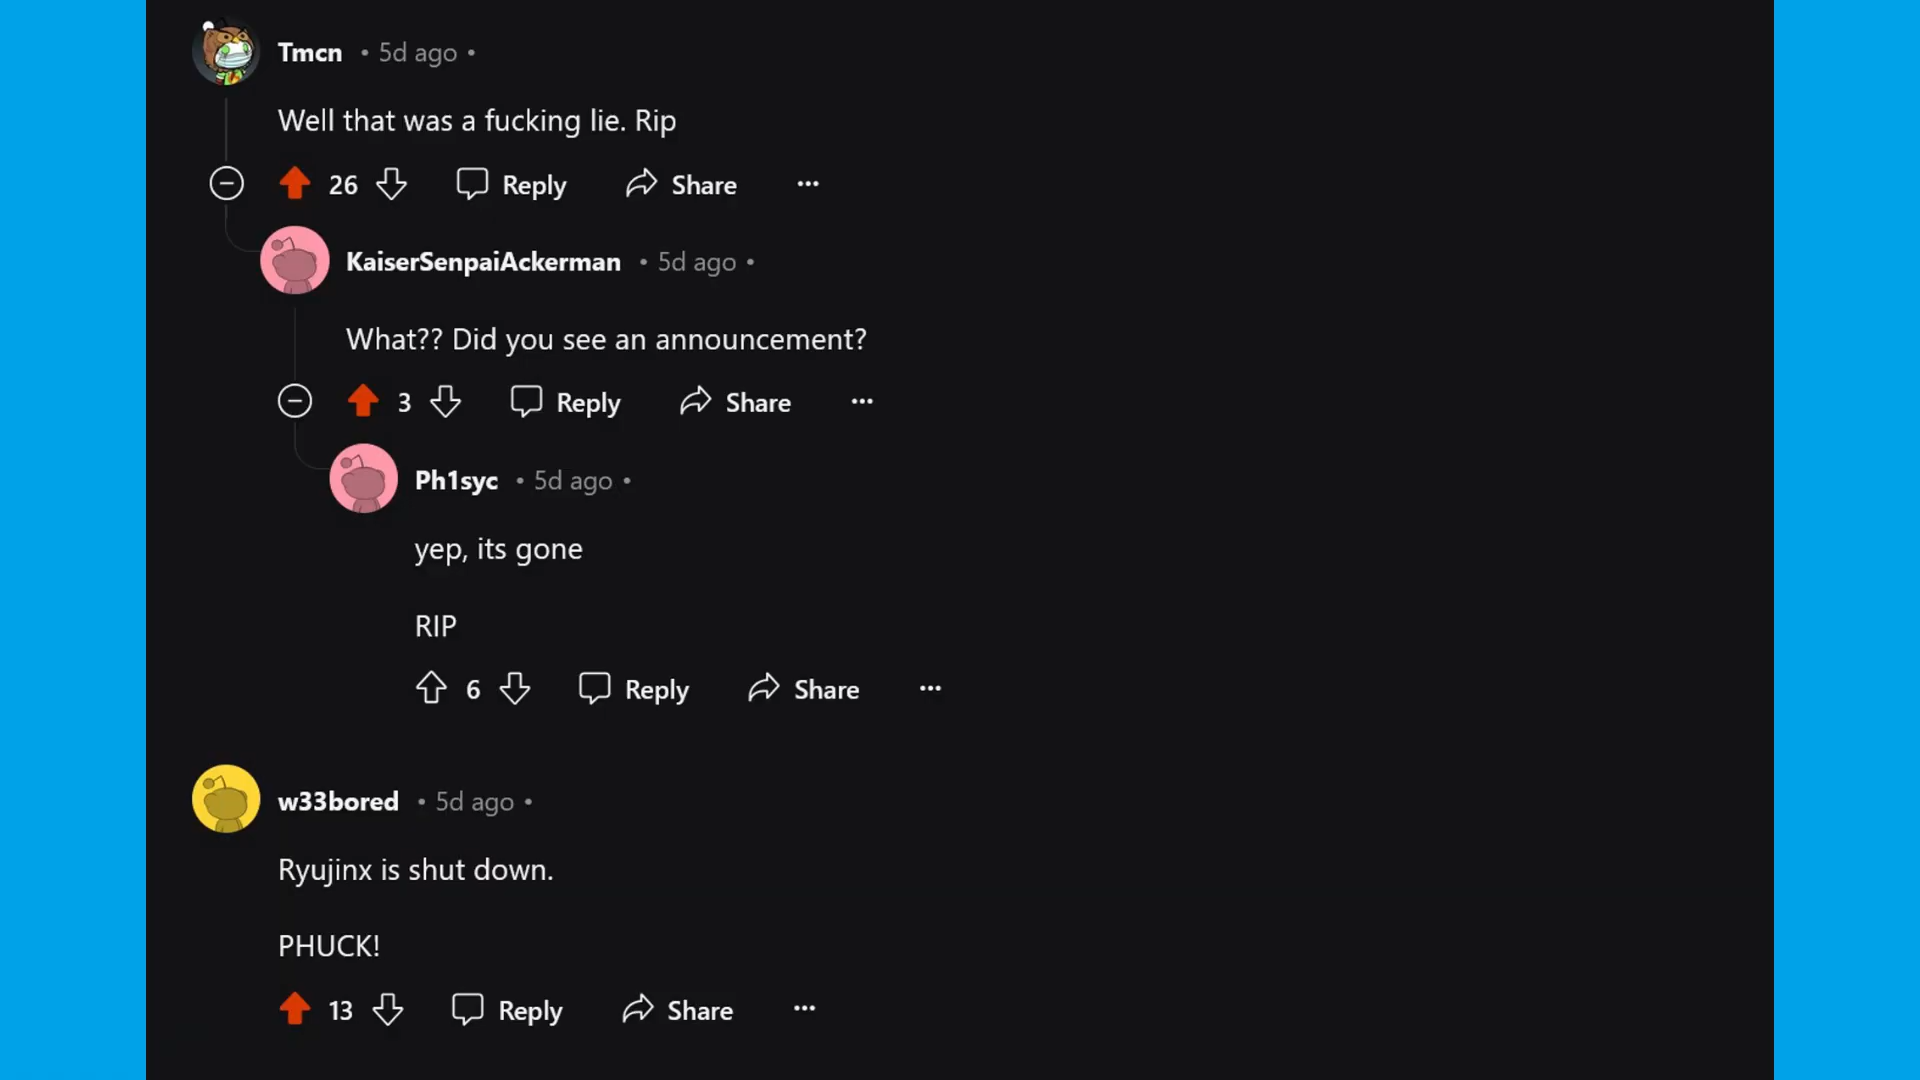 Tmcn • 5d ago •
Well that was a fucking lie. Rip
26 Reply Share ...
KaiserSenpaiAckerman • 5d ago •
What?? Did you see an announcement?
3 Reply Share ...
Ph1syc • 5d ago •
yep, its gone
RIP
6 Reply Share ...
w33bored • 5d ago •
Ryujinx is shut down.
PHUCK!
13 Reply Share ...